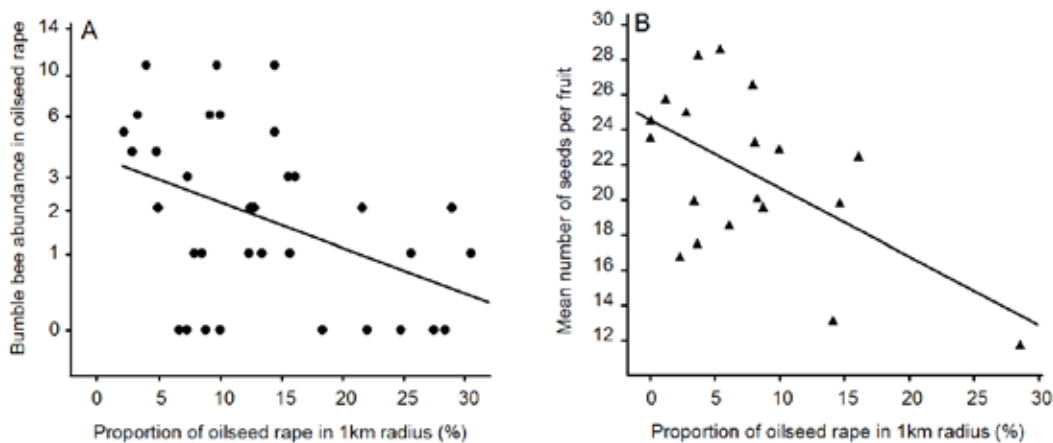 A
Bumble bee abundance in oilseed rape
14
10
6
3
2
1
0
0 5 10 15 20 25 30
Proportion of oilseed rape in 1km radius (%)
B
Mean number of seeds per fruit
30
28
26
24
22
20
18
16
14
12
0 5 10 15 20 25 30
Proportion of oilseed rape in 1km radius (%)